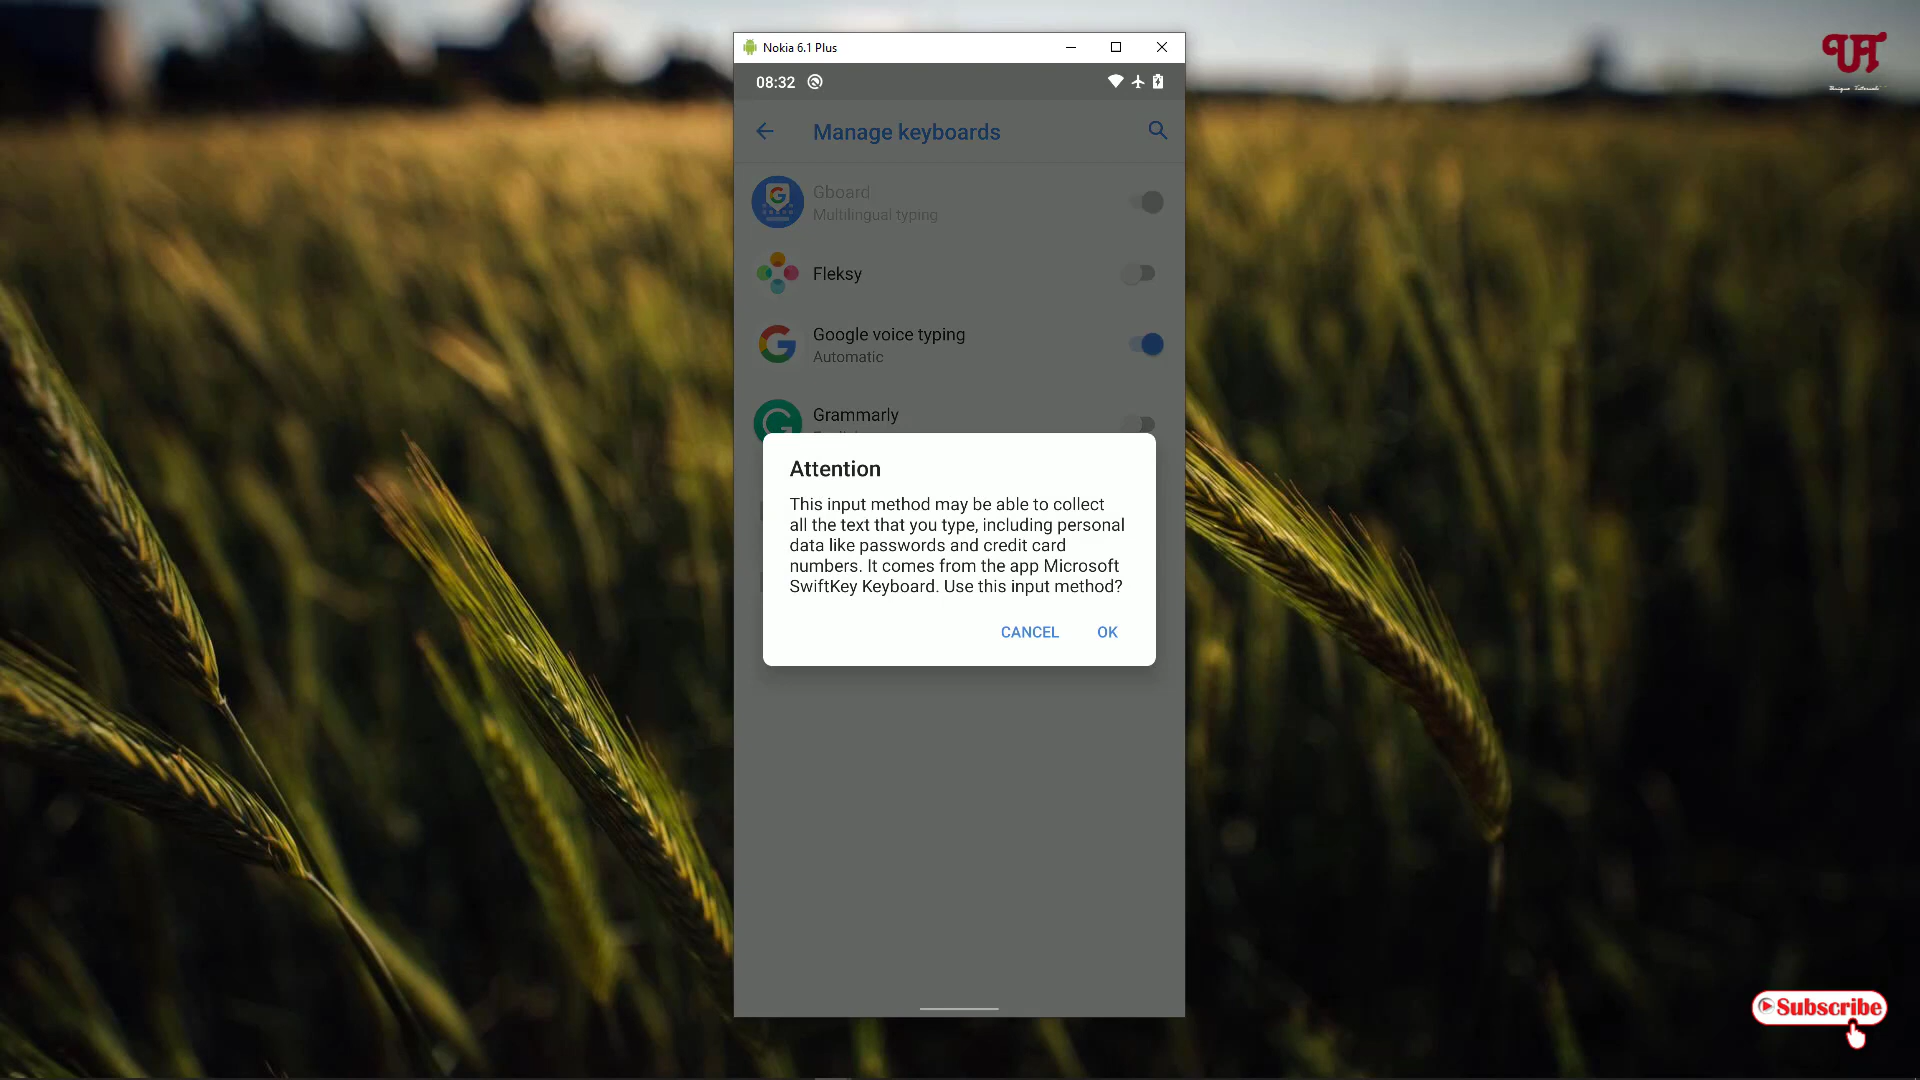 Nokia 6.1 Plus
UT
08:32
Manage keyboards
Gboard
Multilingual typing
Fleksy
Google voice typing
Automatic
Grammarly
Attention
This input method may be able to collect
all the text that you type, including personal
data like passwords and credit card
numbers. It comes from the app Microsoft
SwiftKey Keyboard. Use this input method?
CANCEL OK
Subscribe